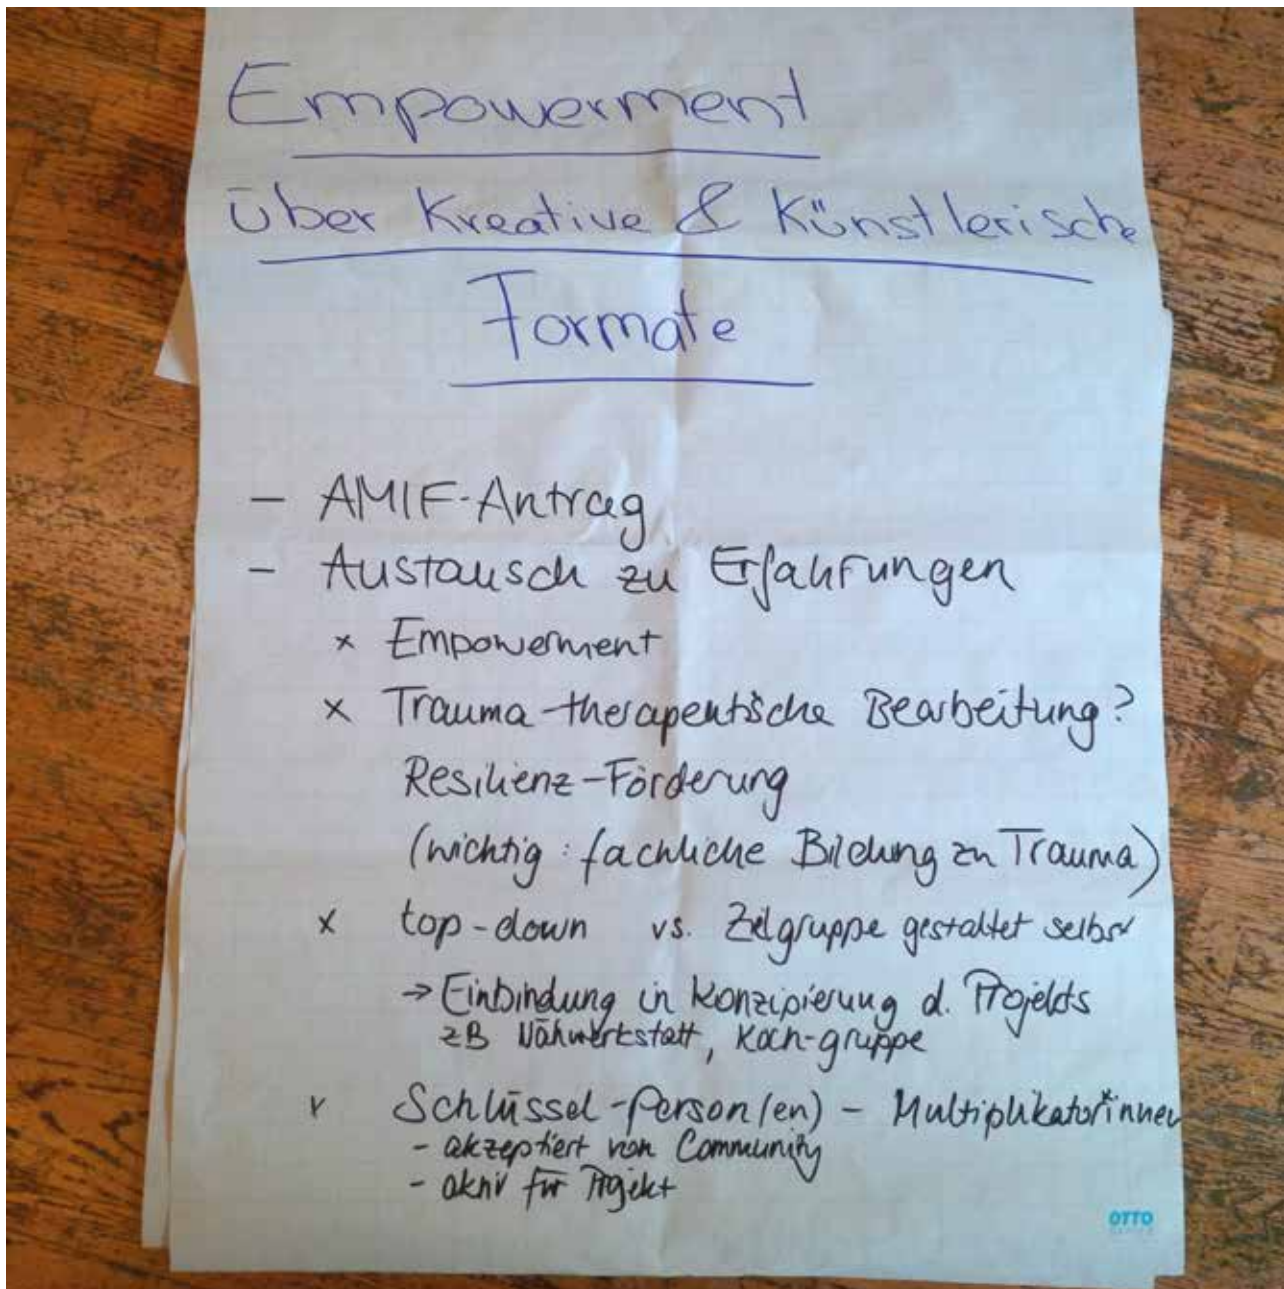 Empowerment
über Kreative & Künstlerische
Formate
- AMIF-Antrag
- Austausch zu Erfahrungen
x Empowerment
x Trauma-therapeutische Bearbeitung?
Resilienz-Förderung
(wichtig: fachliche Bildung zu Trauma)
x top-down vs. Zielgruppe gestaltet selbst
→ Einbindung in Konzipierung d. Projekts
zB Nähwerkstatt, Koch-gruppe
x Schlüssel-Person(en) - Multiplikator*innen
- akzeptiert von Community
- aktiv für Projekt
OTTO